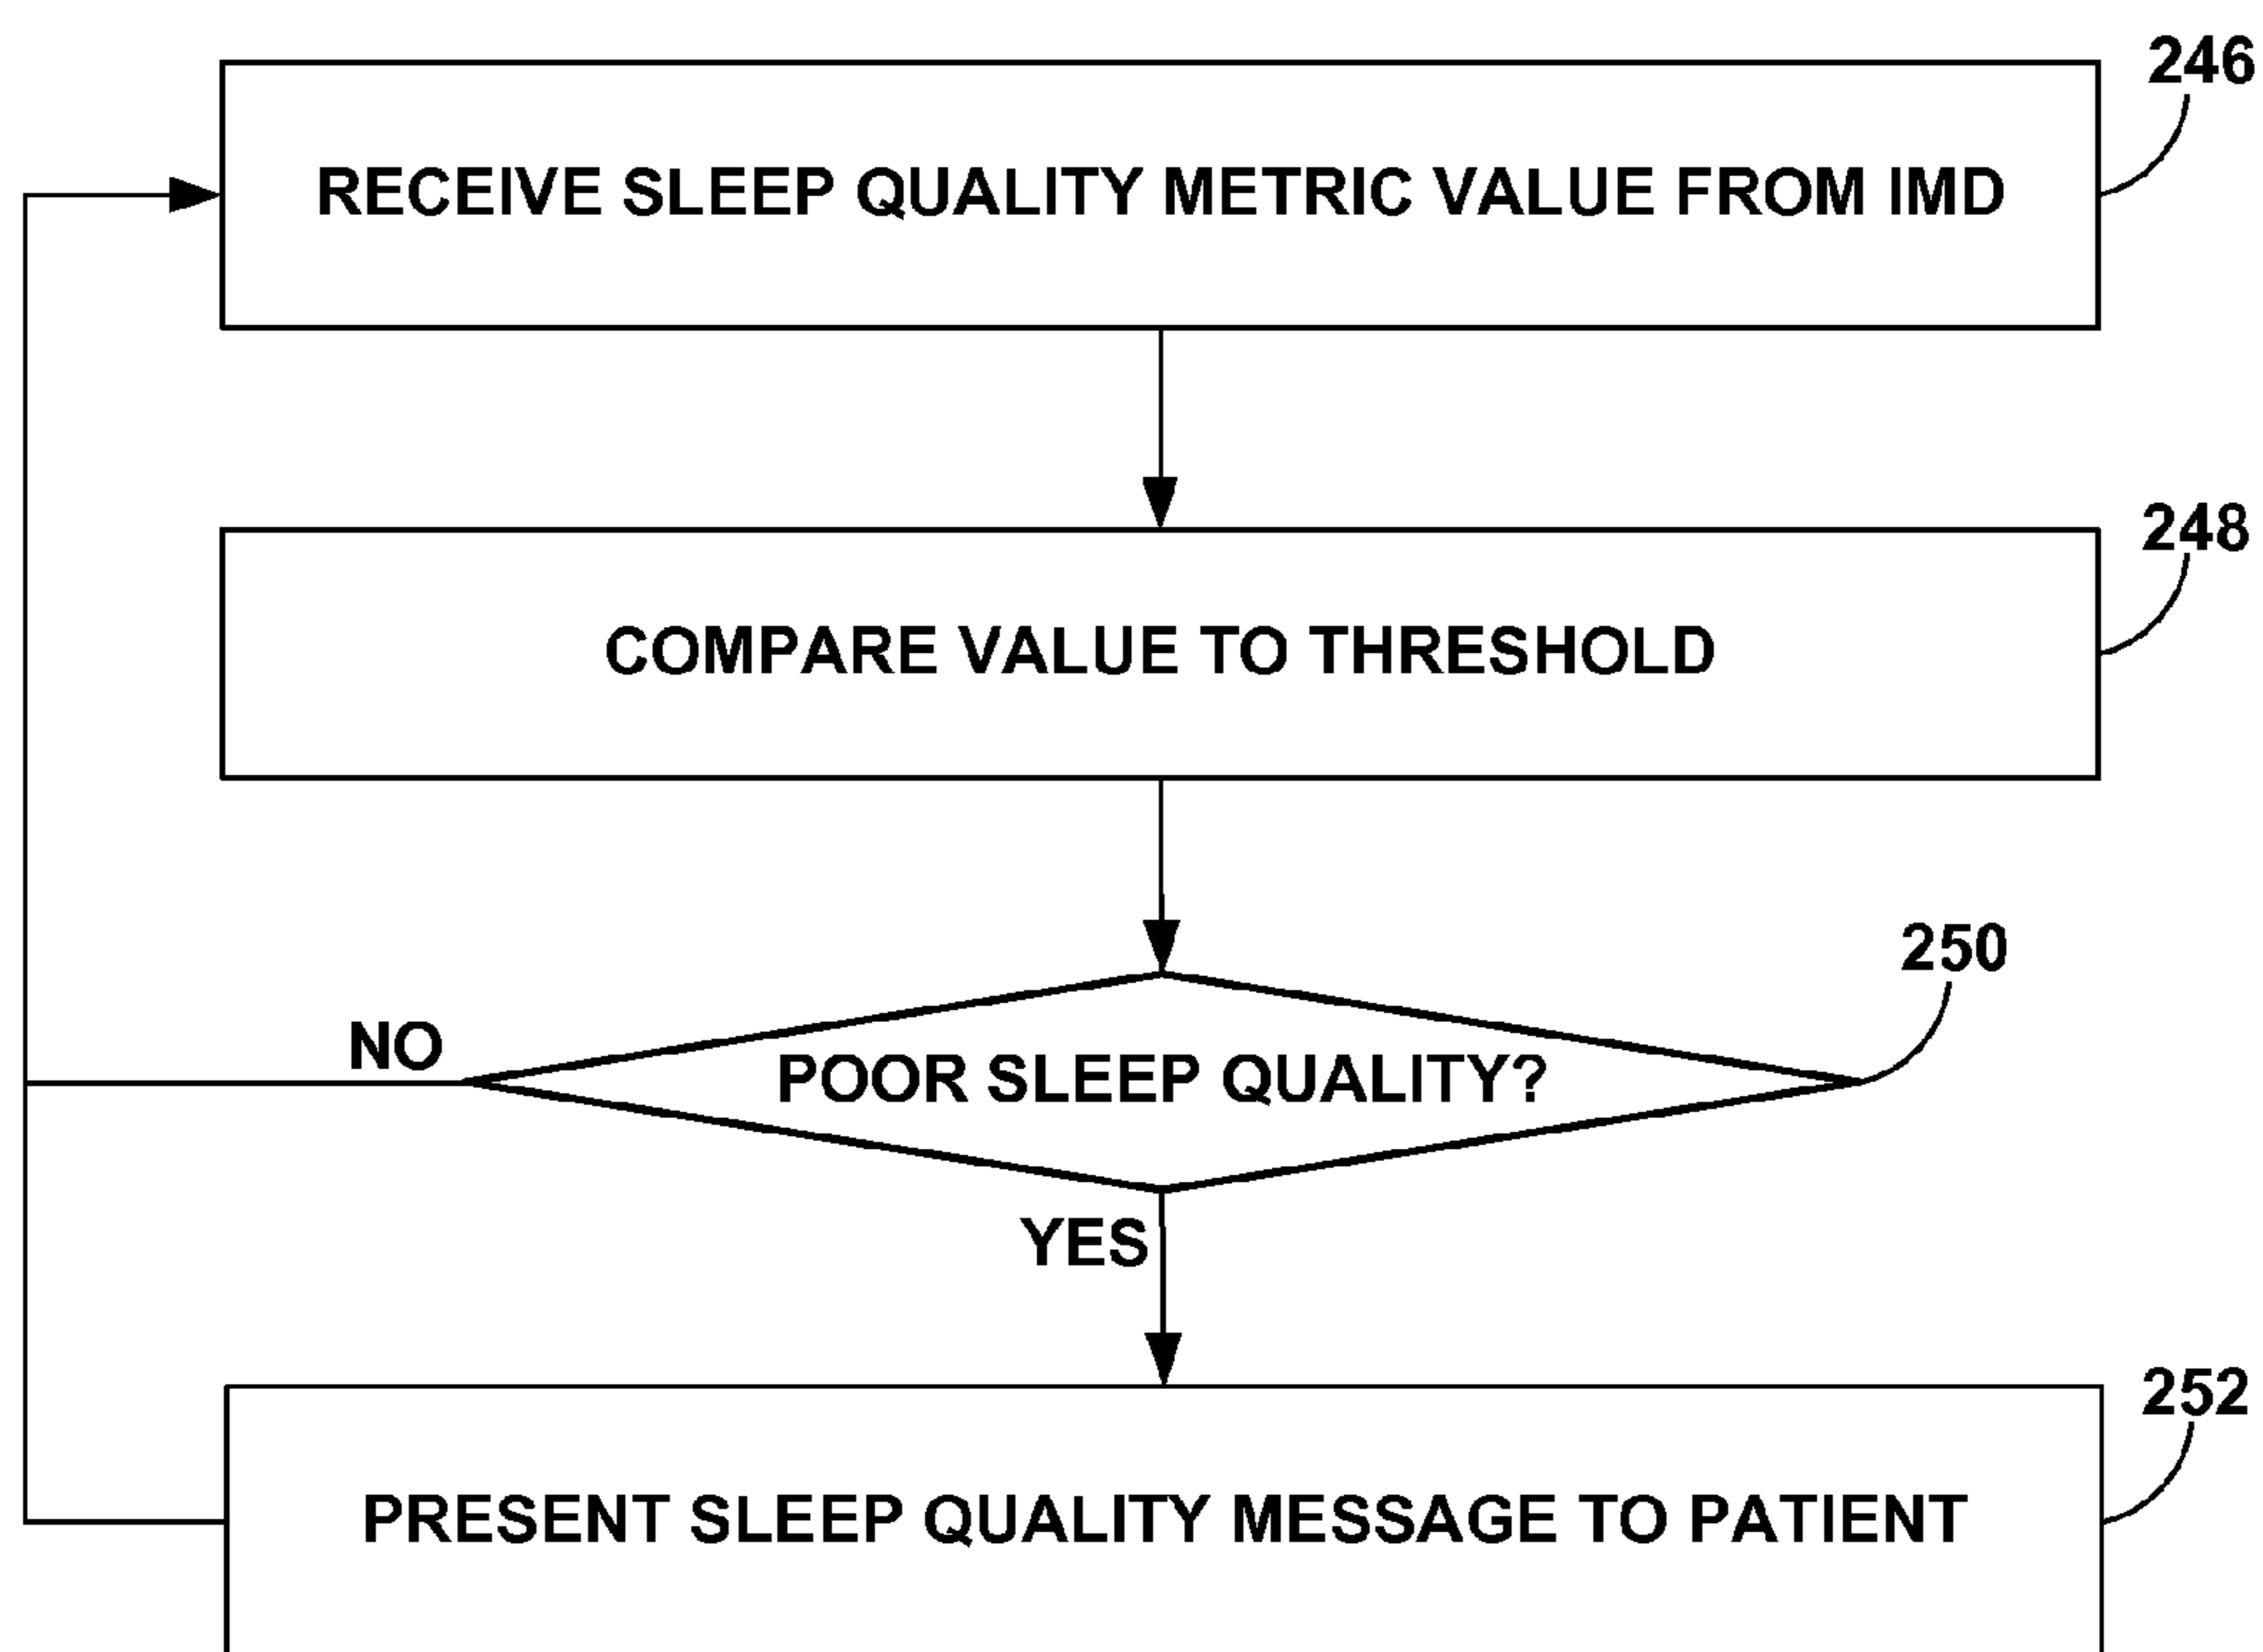 246
RECEIVE SLEEP QUALITY METRIC VALUE FROM IMD
248
COMPARE VALUE TO THRESHOLD
250
NO
POOR SLEEP QUALITY?
YES
252
PRESENT SLEEP QUALITY MESSAGE TO PATIENT